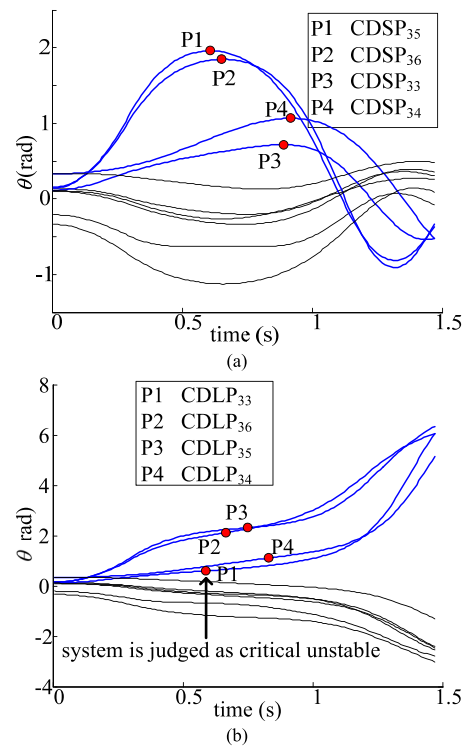 P1 CDSP35
P2 CDSP36
P3 CDSP33
P4 CDSP34
P1
P2
P4
P3
θ(rad)
2
1
0
-1
0 0.5 1 1.5
time (s)
(a)
P1 CDLP33
P2 CDLP36
P3 CDLP35
P4 CDLP34
P3
P2
P4
P1
system is judged as critical unstable
θ rad)
8
6
4
2
0
-2
-4
0 0.5 1 1.5
time (s)
(b)